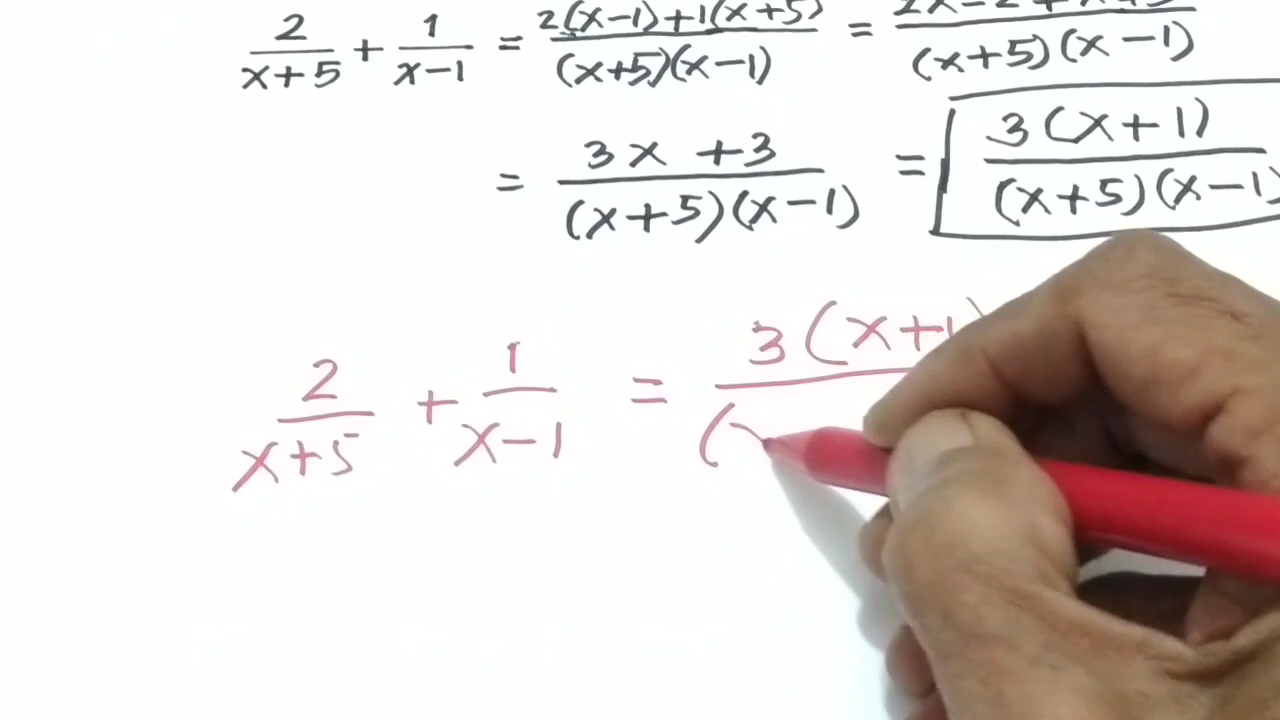 2/(x+5) + 1/(x-1) = (2(x-1)+1(x+5))/((x+5)(x-1)) = (2x-2+x+5)/((x+5)(x-1))
= (3x+3)/((x+5)(x-1)) = 3(x+1)/((x+5)(x-1))
2/(x+5) + 1/(x-1) = 3(x+1)/(x